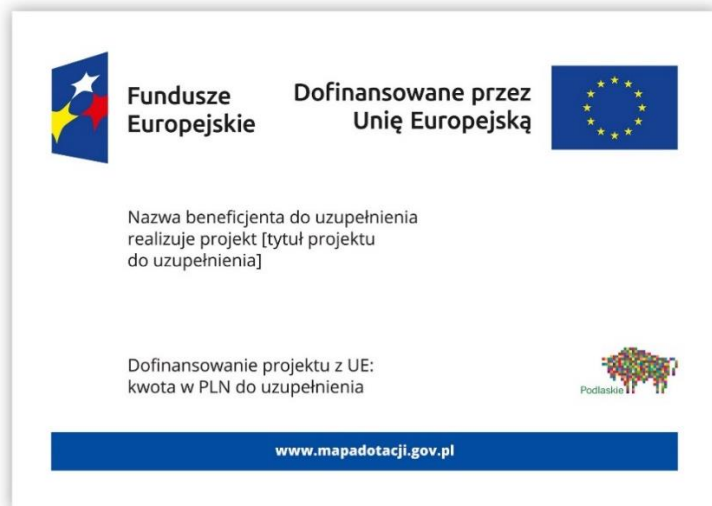 Fundusze
Europejskie
Dofinansowane przez
Unię Europejską
Nazwa beneficjenta do uzupełnienia
realizuje projekt [tytuł projektu
do uzupełnienia]
Dofinansowanie projektu z UE:
kwota w PLN do uzupełnienia
Podlaskie
www.mapadotacji.gov.pl